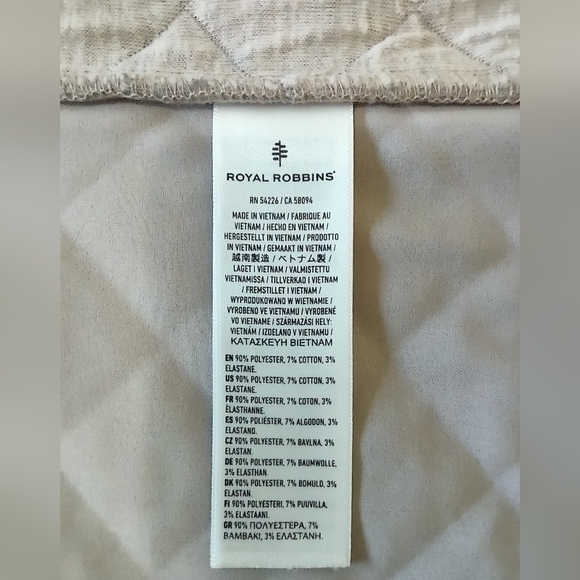 ROYAL ROBBINS®
RN 54226 / CA 58094
MADE IN VIETNAM / FABRIQUE AU
VIETNAM / HECHO EN VIETNAM /
HERGESTELLT IN VIETNAM / PRODOTTO
IN VIETNAM / GEMAAKT IN VIETNAM /
越南製造 / ベトナム製 /
LAGET I VIETNAM / VALMISTETTU
VIETNAMISSA / TILLVERKAD I VIETNAM
/ FREMSTILLET I VIETNAM /
WYPRODUKOWANO W WIETNAMIE /
VYROBENO VE VIETNAMU / VYROBENÉ
VO VIETNAME / SZÁRMAZÁSI HELY:
VIETNÁM / IZDELANO V VIETNAMU /
ΚΑΤΑΣΚΕΥΗ ΒΙΕΤΝΑΜ
EN 90% POLYESTER, 7% COTTON, 3%
ELASTANE.
US 90% POLYESTER, 7% COTTON, 3%
ELASTANE.
FR 90% POLYESTER, 7% COTON, 3%
ÉLASTHANNE.
ES 90% POLIÉSTER, 7% ALGODON, 3%
ELASTANO.
CZ 90% POLYESTER, 7% BAVLNA, 3%
ELASTAN.
DE 90% POLYESTER, 7% BAUMWOLLE,
3% ELASTHAN.
DK 90% POLYESTER, 7% BOMULD, 3%
ELASTAN.
FI 90% POLYESTERI, 7% PUUVILLA,
3% ELASTAANI.
GR 90% ΠΟΛΥΕΣΤΕΡΑ, 7%
ΒΑΜΒΑΚΙ, 3% ΕΛΑΣΤΑΝΗ.